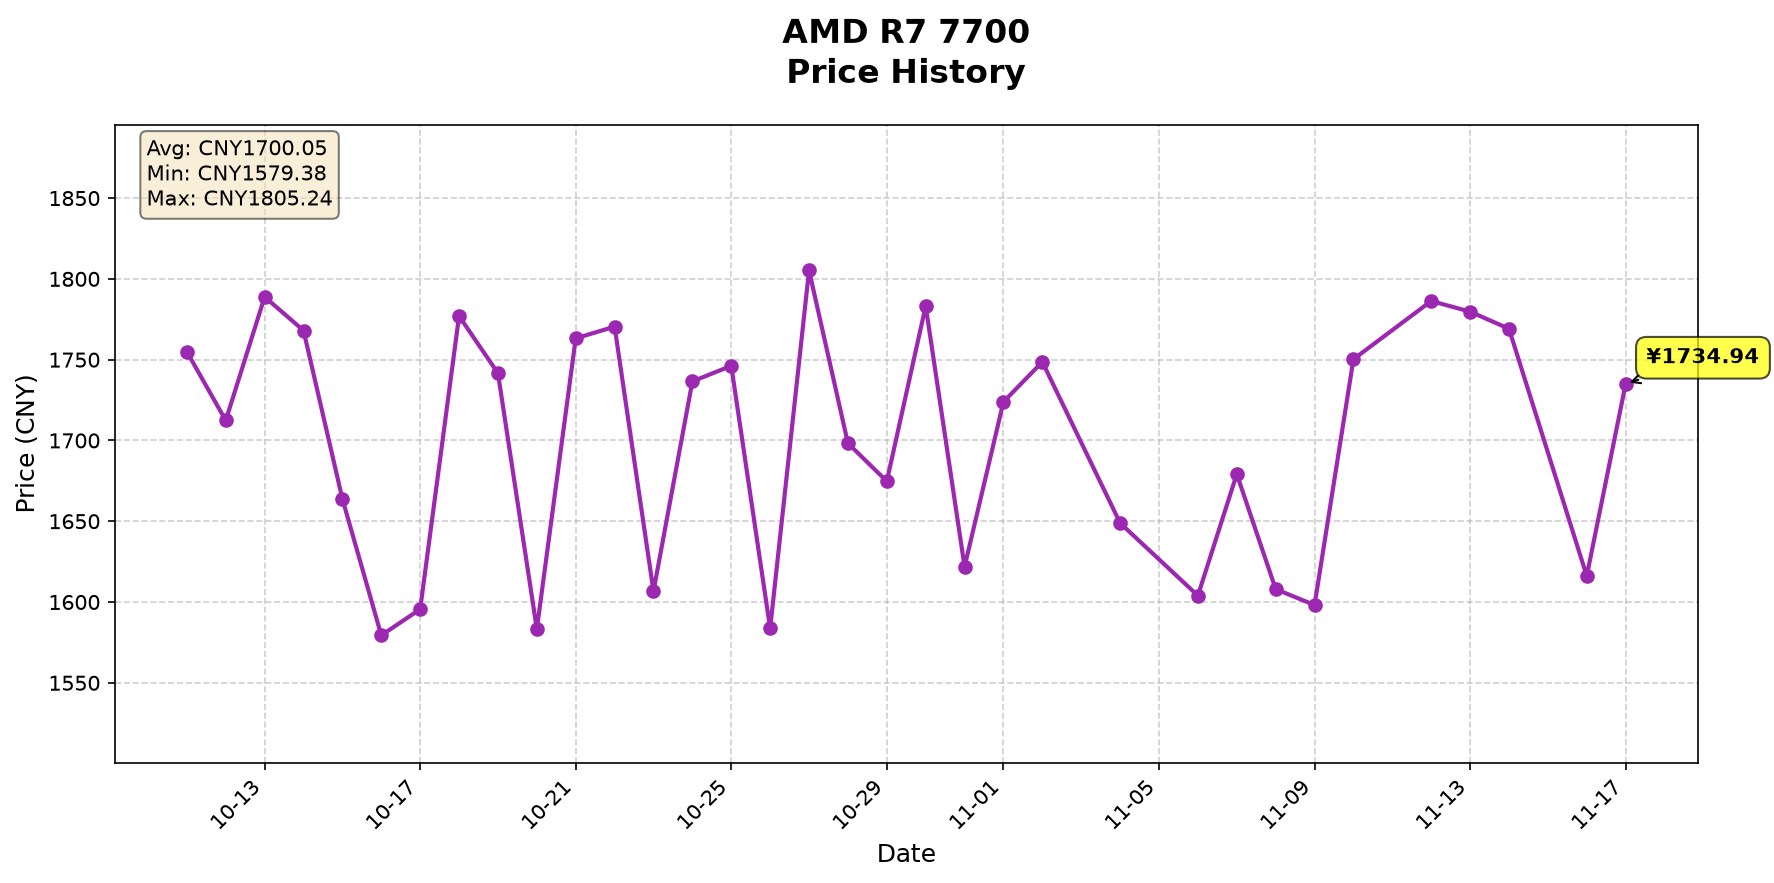 AMD R7 7700
Price History
Avg: CNY1700.05
Min: CNY1579.38
Max: CNY1805.24
1850
1800
1750
1700
1650
1600
1550
Price (CNY)
¥1734.94
10-13
10-17
10-21
10-25
10-29
11-01
11-05
11-09
11-13
11-17
Date